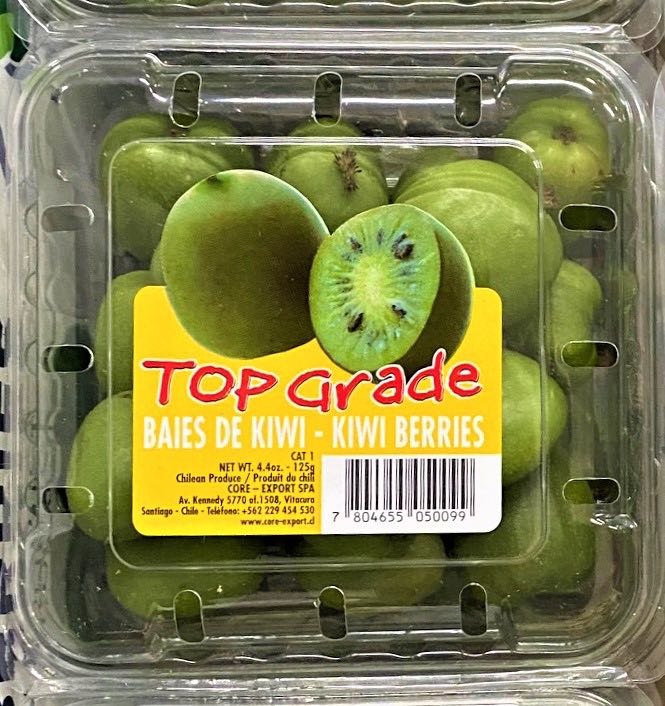 TOP Grade
BAIES DE KIWI - KIWI BERRIES
CAT 1
NET WT. 4.4oz. - 125g
Chilean Produce / Produit du chili
CORE – EXPORT SPA
Av. Kennedy 5770 of.1508, Vitacura
Santiago - Chile - Teléfono: +562 229 454 530
www.core-export.cl
7 804655 050099